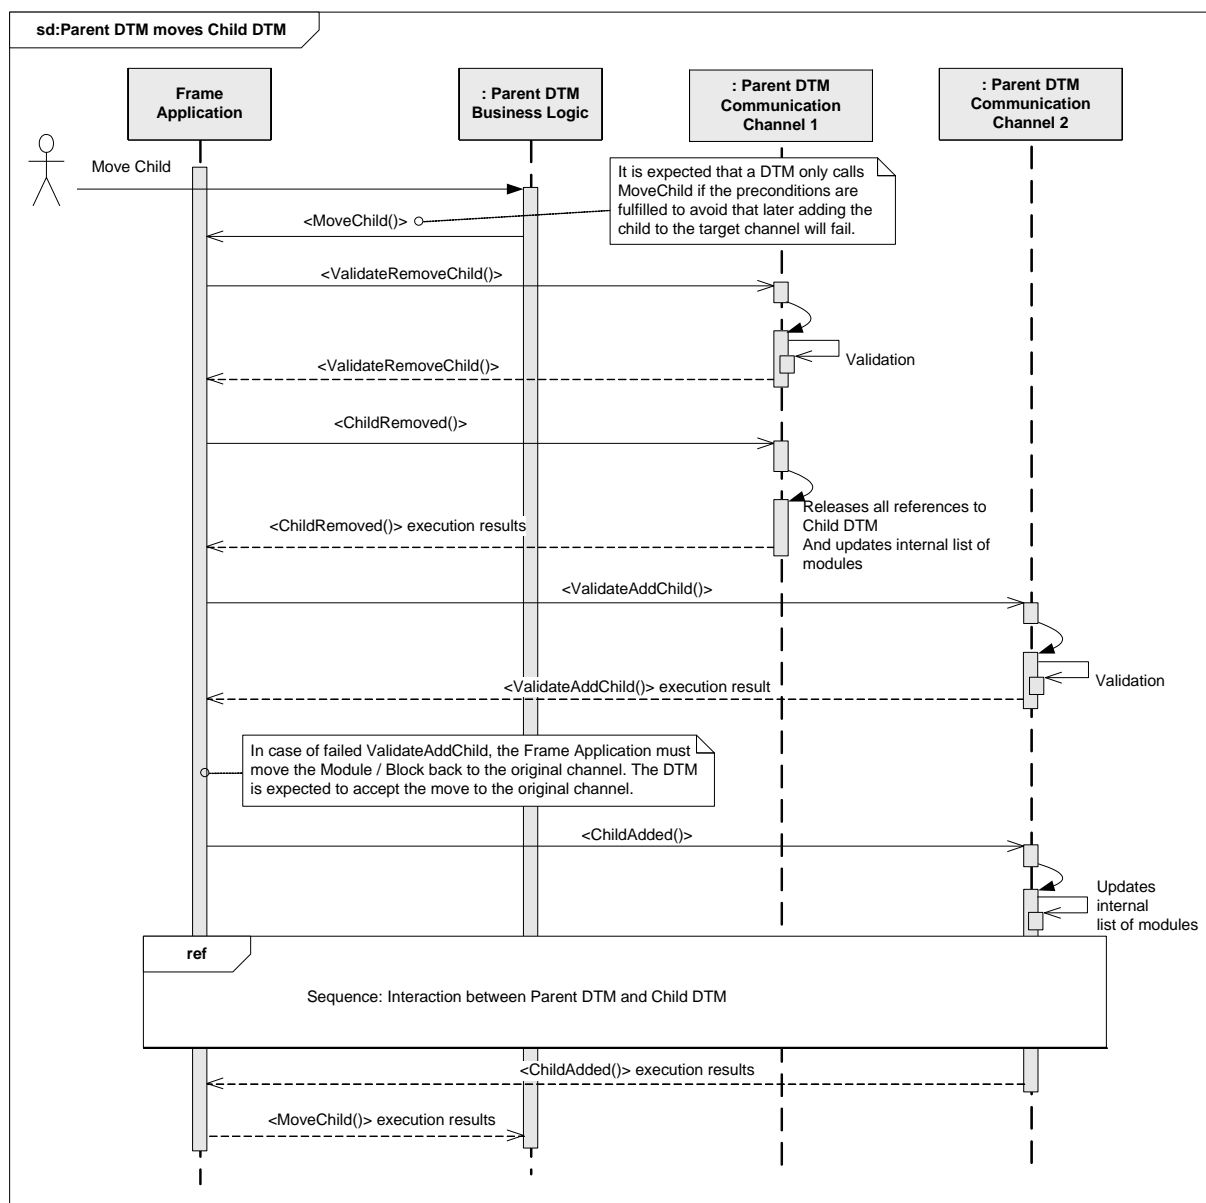 sd:Parent DTM moves Child DTM
Frame
Application
: Parent DTM
Business Logic
: Parent DTM
Communication
Channel 1
: Parent DTM
Communication
Channel 2
Move Child
It is expected that a DTM only calls
MoveChild if the preconditions are
fulfilled to avoid that later adding the
child to the target channel will fail.
<MoveChild()>
<ValidateRemoveChild()>
Validation
<ValidateRemoveChild()>
<ChildRemoved()>
Releases all references to
Child DTM
And updates internal list of
modules
<ChildRemoved()> execution results
<ValidateAddChild()>
Validation
<ValidateAddChild()> execution result
In case of failed ValidateAddChild, the Frame Application must
move the Module / Block back to the original channel. The DTM
is expected to accept the move to the original channel.
<ChildAdded()>
Updates
internal
list of modules
ref
Sequence: Interaction between Parent DTM and Child DTM
<ChildAdded()> execution results
<MoveChild()> execution results